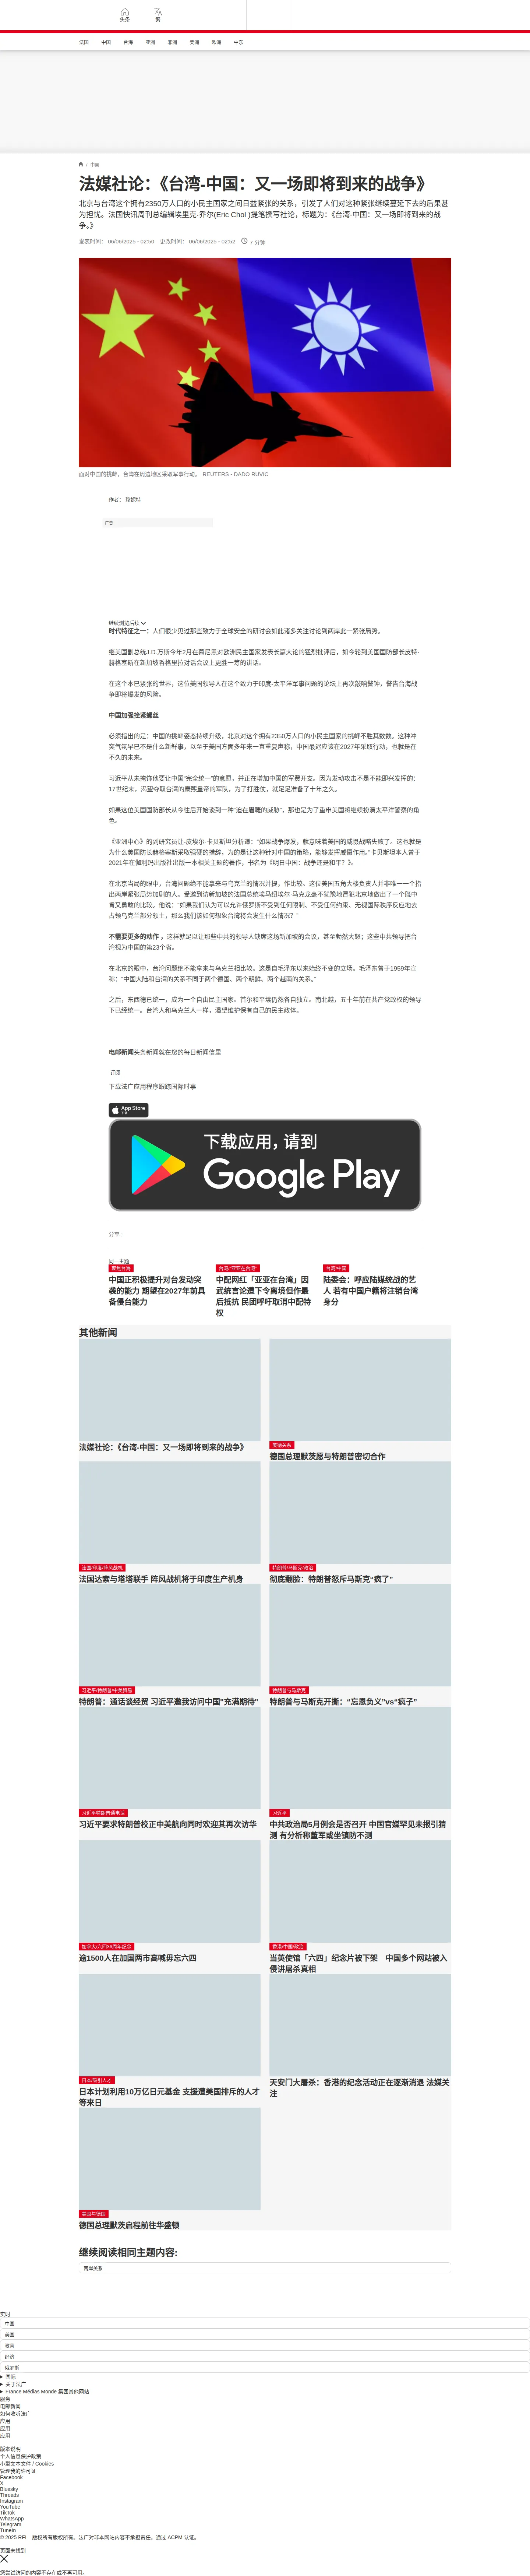 头条
繁
法国
中国
台海
亚洲
非洲
美洲
欧洲
中东
/ 中国
法媒社论:《台湾-中国：又一场即将到来的战争》
北京与台湾这个拥有2350万人口的小民主国家之间日益紧张的关系，引发了人们对这种紧张继续蔓延下去的后果甚为担忧。法国快讯周刊总编辑埃里克·乔尔(Eric Chol )提笔撰写社论，标题为:《台湾-中国：又一场即将到来的战争。》
发表时间： 06/06/2025 - 02:50 更改时间： 06/06/2025 - 02:52 7 分钟
面对中国的挑衅，台湾在周边地区采取军事行动。 REUTERS - DADO RUVIC
作者： 珍妮特
广告
继续浏览后续
时代特征之一：人们很少见过那些致力于全球安全的研讨会如此诸多关注讨论到两岸此一紧张局势。
继美国副总统J.D.万斯今年2月在慕尼黑对欧洲民主国家发表长篇大论的猛烈批评后，如今轮到美国国防部长皮特·赫格塞斯在新加坡香格里拉对话会议上更胜一筹的讲话。
在这个本已紧张的世界，这位美国领导人在这个致力于印度-太平洋军事问题的论坛上再次敲响警钟，警告台海战争即将爆发的风险。
中国加强拴紧螺丝
必须指出的是：中国的挑衅姿态持续升级，北京对这个拥有2350万人口的小民主国家的挑衅不胜其数数。这种冲突气氛早已不是什么新鲜事，以至于美国方面多年来一直重复声称，中国最迟应该在2027年采取行动，也就是在不久的未来。
习近平从未掩饰他要让中国“完全统一”的意愿，并正在增加中国的军费开支。因为发动攻击不是不能即兴发挥的：17世纪末，渴望夺取台湾的康熙皇帝的军队，为了打胜仗，就足足准备了十年之久。
如果这位美国国防部长从今往后开始谈到一种“迫在眉睫的威胁”，那也是为了重申美国将继续扮演太平洋警察的角色。
《亚洲中心》的副研究员让-皮埃尔·卡贝斯坦分析道：“如果战争爆发，就意味着美国的威慑战略失败了。这也就是为什么美国防长赫格塞斯采取强硬的措辞，为的是让这种针对中国的策略，能够发挥威慑作用。”卡贝斯坦本人曾于2021年在伽利玛出版社出版一本相关主题的著作，书名为《明日中国：战争还是和平？》。
在北京当局的眼中，台湾问题绝不能拿来与乌克兰的情况并提，作比较。这位美国五角大楼负责人并非唯一一个指出两岸紧张局势加剧的人。受邀到访新加坡的法国总统埃马纽埃尔·马克龙毫不犹豫地冒犯北京地做出了一个既中肯又勇敢的比较。他说：“如果我们认为可以允许俄罗斯不受到任何限制、不受任何约束、无视国际秩序反应地去占领乌克兰部分领土，那么我们该如何想象台湾将会发生什么情况？”
不需要更多的动作 ，这样就足以让那些中共的领导人缺席这场新加坡的会议，甚至勃然大怒；这些中共领导把台湾视为中国的第23个省。
在北京的眼中，台湾问题绝不能拿来与乌克兰相比较。这是自毛泽东以来始终不变的立场。毛泽东曾于1959年宣称：“中国大陆和台湾的关系不同于两个德国、两个朝鲜、两个越南的关系。”
之后，东西德已统一，成为一个自由民主国家。首尔和平壤仍然各自独立。南北越，五十年前在共产党政权的领导下已经统一。台湾人和乌克兰人一样，渴望维护保有自己的民主政体。
电邮新闻头条新闻就在您的每日新闻信里
订阅
下载法广应用程序跟踪国际时事
App Store
下载
下载应用，请到
Google Play
分享 :
同一主题
聚焦台海
中国正积极提升对台发动突袭的能力 期望在2027年前具备侵台能力
台湾/“亚亚在台湾”
中配网红「亚亚在台湾」因武统言论遭下令离境但作最后抵抗 民团呼吁取消中配特权
台湾/中国
陆委会：呼应陆媒统战的艺人 若有中国户籍将注销台湾身分
其他新闻
法媒社论:《台湾-中国：又一场即将到来的战争》
美德关系
德国总理默茨愿与特朗普密切合作
法国/印度/阵风战机
法国达索与塔塔联手 阵风战机将于印度生产机身
特朗普/马斯克/政治
彻底翻脸：特朗普怒斥马斯克“疯了”
习近平/特朗普/中美贸易
特朗普：通话谈经贸 习近平邀我访问中国"充满期待"
特朗普与马斯克
特朗普与马斯克开撕：“忘恩负义”vs“疯子”
习近平特朗普通电话
习近平要求特朗普校正中美航向同时欢迎其再次访华
习近平
中共政治局5月例会是否召开 中国官媒罕见未报引猜测 有分析称董军或坐镇防不测
加拿大/六四36周年纪念
逾1500人在加国两市高喊毋忘六四
香港/中国/政治
当英使馆「六四」纪念片被下架　中国多个网站被入侵讲屠杀真相
日本/吸引人才
日本计划利用10万亿日元基金 支援遭美国排斥的人才等来日
天安门大屠杀：香港的纪念活动正在逐渐消退 法媒关注
美国与德国
德国总理默茨启程前往华盛顿
继续阅读相同主题内容:
两岸关系
实时
中国
美国
教育
经济
俄罗斯
国际
关于法广
France Médias Monde 集团其他网站
服务
电邮新闻
如何收听法广
应用
应用
应用
版本说明
个人信息保护政策
小型文本文件 / Cookies
管理我的许可证
Facebook
X
Bluesky
Threads
Instagram
YouTube
TikTok
WhatsApp
Telegram
TuneIn
© 2025 RFI – 版权所有版权所有。法广对非本网站内容不承担责任。通过 ACPM 认证。
页面未找到
您尝试访问的内容不存在或不再可用。